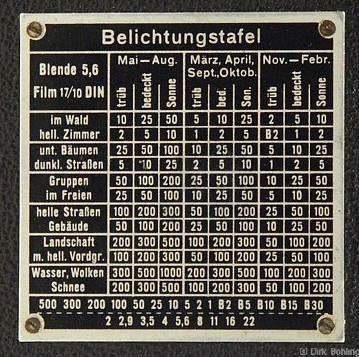 Belichtungstafel
Blende 5,6
Film 17/10 DIN
Mai – Aug.
März, April, Sept., Oktob.
Nov. – Febr.
trüb bedeckt Sonne trüb bed. Son. trüb bedeckt Sonne
im Wald 10 25 50 5 10 25 2 5 10
hell. Zimmer 2 5 10 1 2 5 B2 1 2
unt. Bäumen 25 50 100 10 25 50 5 10 25
dunkl. Straßen 5 10 25 2 5 10 1 2 5
Gruppen 50 100 200 25 50 100 10 25 50
im Freien 25 50 100 10 25 50 5 10 25
helle Straßen 100 200 300 50 100 200 25 50 100
Gebäude 50 100 200 25 50 100 10 25 50
Landschaft 200 300 500 100 200 300 50 100 200
m. hell. Vordgr. 100 200 300 50 100 200 25 50 100
Wasser, Wolken 300 500 1000 200 300 500 100 200 300
Schnee 200 300 500 100 200 300 50 100 200
500 300 200 100 50 25 10 5 2 1 B2 B5 B10 B15 B30
2 2,9 3,5 4 5,6 8 11 16 22
© Dirk Böhling